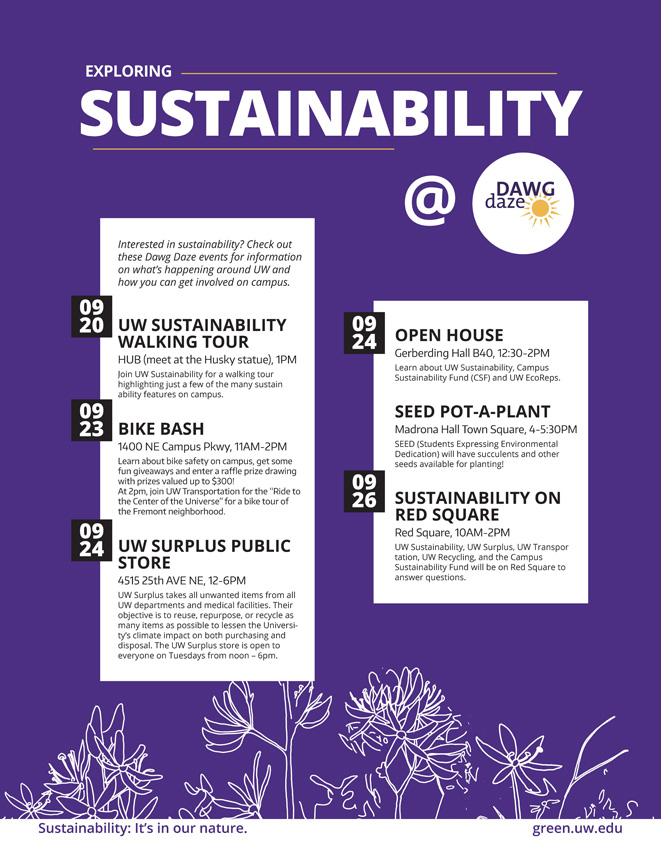 EXPLORING
SUSTAINABILITY
@
DAWG
daze
Interested in sustainability? Check out
these Dawg Daze events for information
on what's happening around UW and
how you can get involved on campus.
09
20
UW SUSTAINABILITY
WALKING TOUR
HUB (meet at the Husky statue), 1PM
Join UW Sustainability for a walking tour
highlighting just a few of the many sustain
ability features on campus.
09
23
BIKE BASH
1400 NE Campus Pkwy, 11AM-2PM
Learn about bike safety on campus, get some
fun giveaways and enter a raffle prize drawing
with prizes valued up to $300!
At 2pm, join UW Transportation for the "Ride to
the Center of the Universe" for a bike tour of
the Fremont neighborhood.
09
24
UW SURPLUS PUBLIC
STORE
4515 25th AVE NE, 12-6PM
UW Surplus takes all unwanted items from all
UW departments and medical facilities. Their
objective is to reuse, repurpose, or recycle as
many items as possible to lessen the Universi-
ty's climate impact on both purchasing and
disposal. The UW Surplus store is open to
everyone on Tuesdays from noon – 6pm.
09
24
OPEN HOUSE
Gerberding Hall B40, 12:30-2PM
Learn about UW Sustainability, Campus
Sustainability Fund (CSF) and UW EcoReps.
SEED POT-A-PLANT
Madrona Hall Town Square, 4-5:30PM
SEED (Students Expressing Environmental
Dedication) will have succulents and other
seeds available for planting!
09
26
SUSTAINABILITY ON
RED SQUARE
Red Square, 10AM-2PM
UW Sustainability, UW Surplus, UW Transpor
tation, UW Recycling, and the Campus
Sustainability Fund will be on Red Square to
answer questions.
Sustainability: It's in our nature.
green.uw.edu